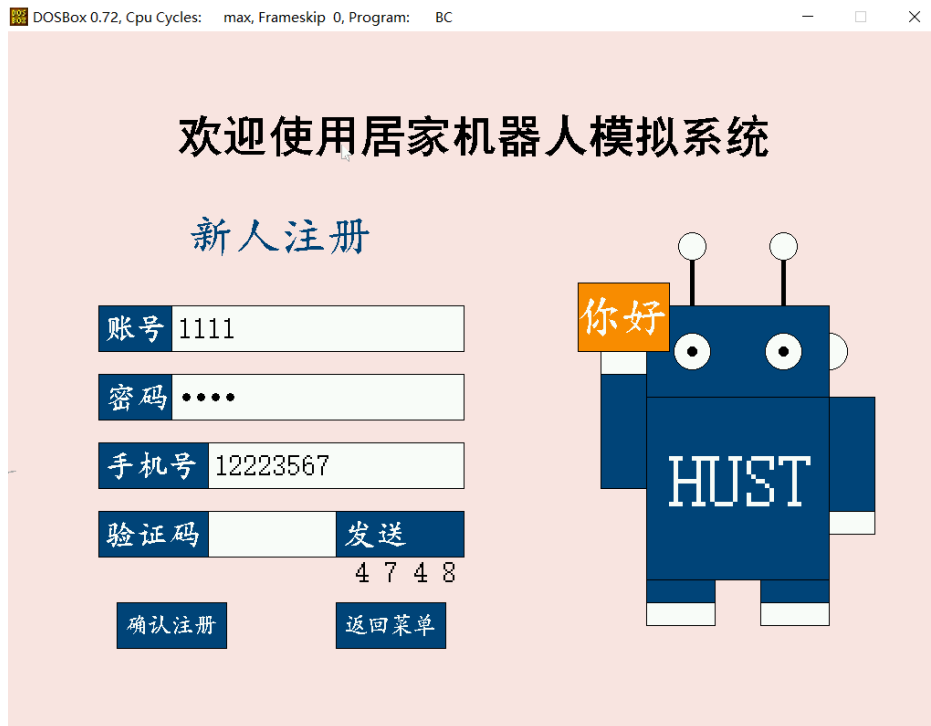 DOSBox 0.72, Cpu Cycles: max, Frameskip 0, Program: BC
欢迎使用居家机器人模拟系统
新人注册
你好
账号 1111
密码 ••••
手机号 12223567
HUST
验证码 发送
4 7 4 8
确认注册 返回菜单